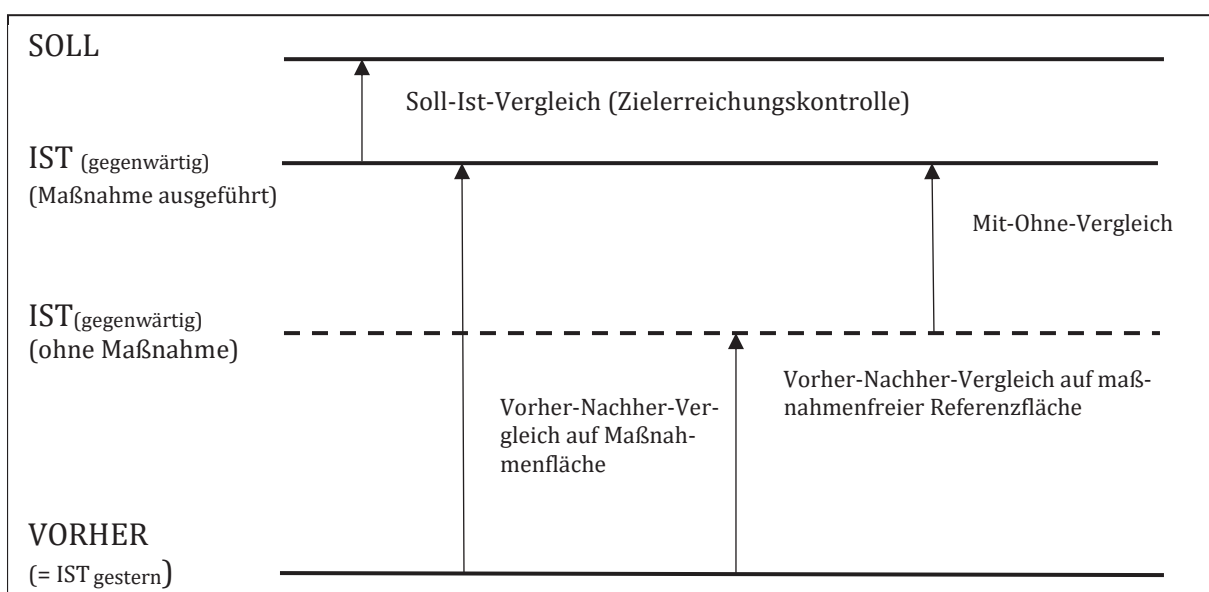 SOLL
Soll-Ist-Vergleich (Zielerreichungskontrolle)
IST (gegenwärtig)
(Maßnahme ausgeführt)
Mit-Ohne-Vergleich
IST(gegenwärtig)
(ohne Maßnahme)
Vorher-Nachher-Vergleich auf maß-
nahmenfreier Referenzfläche
Vorher-Nachher-Ver-
gleich auf Maßnah-
menfläche
VORHER
(= IST gestern)